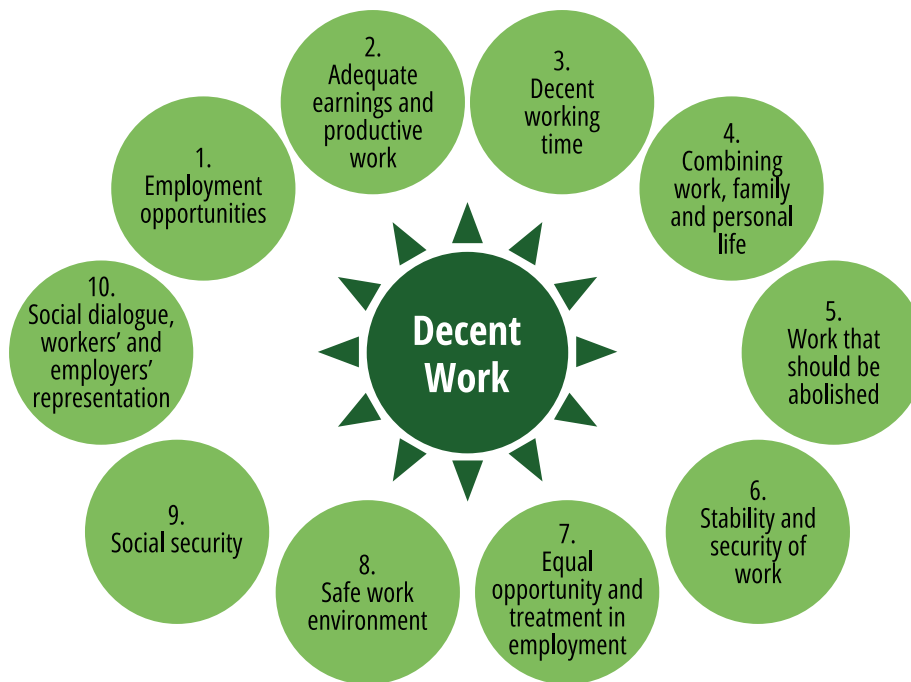 1.
Employment
opportunities
2.
Adequate
earnings and
productive
work
3.
Decent
working
time
4.
Combining
work, family
and personal
life
5.
Work that
should be
abolished
6.
Stability and
security of
work
7.
Equal
opportunity and
treatment in
employment
8.
Safe work
environment
9.
Social security
10.
Social dialogue,
workers’ and
employers’
representation
Decent
Work